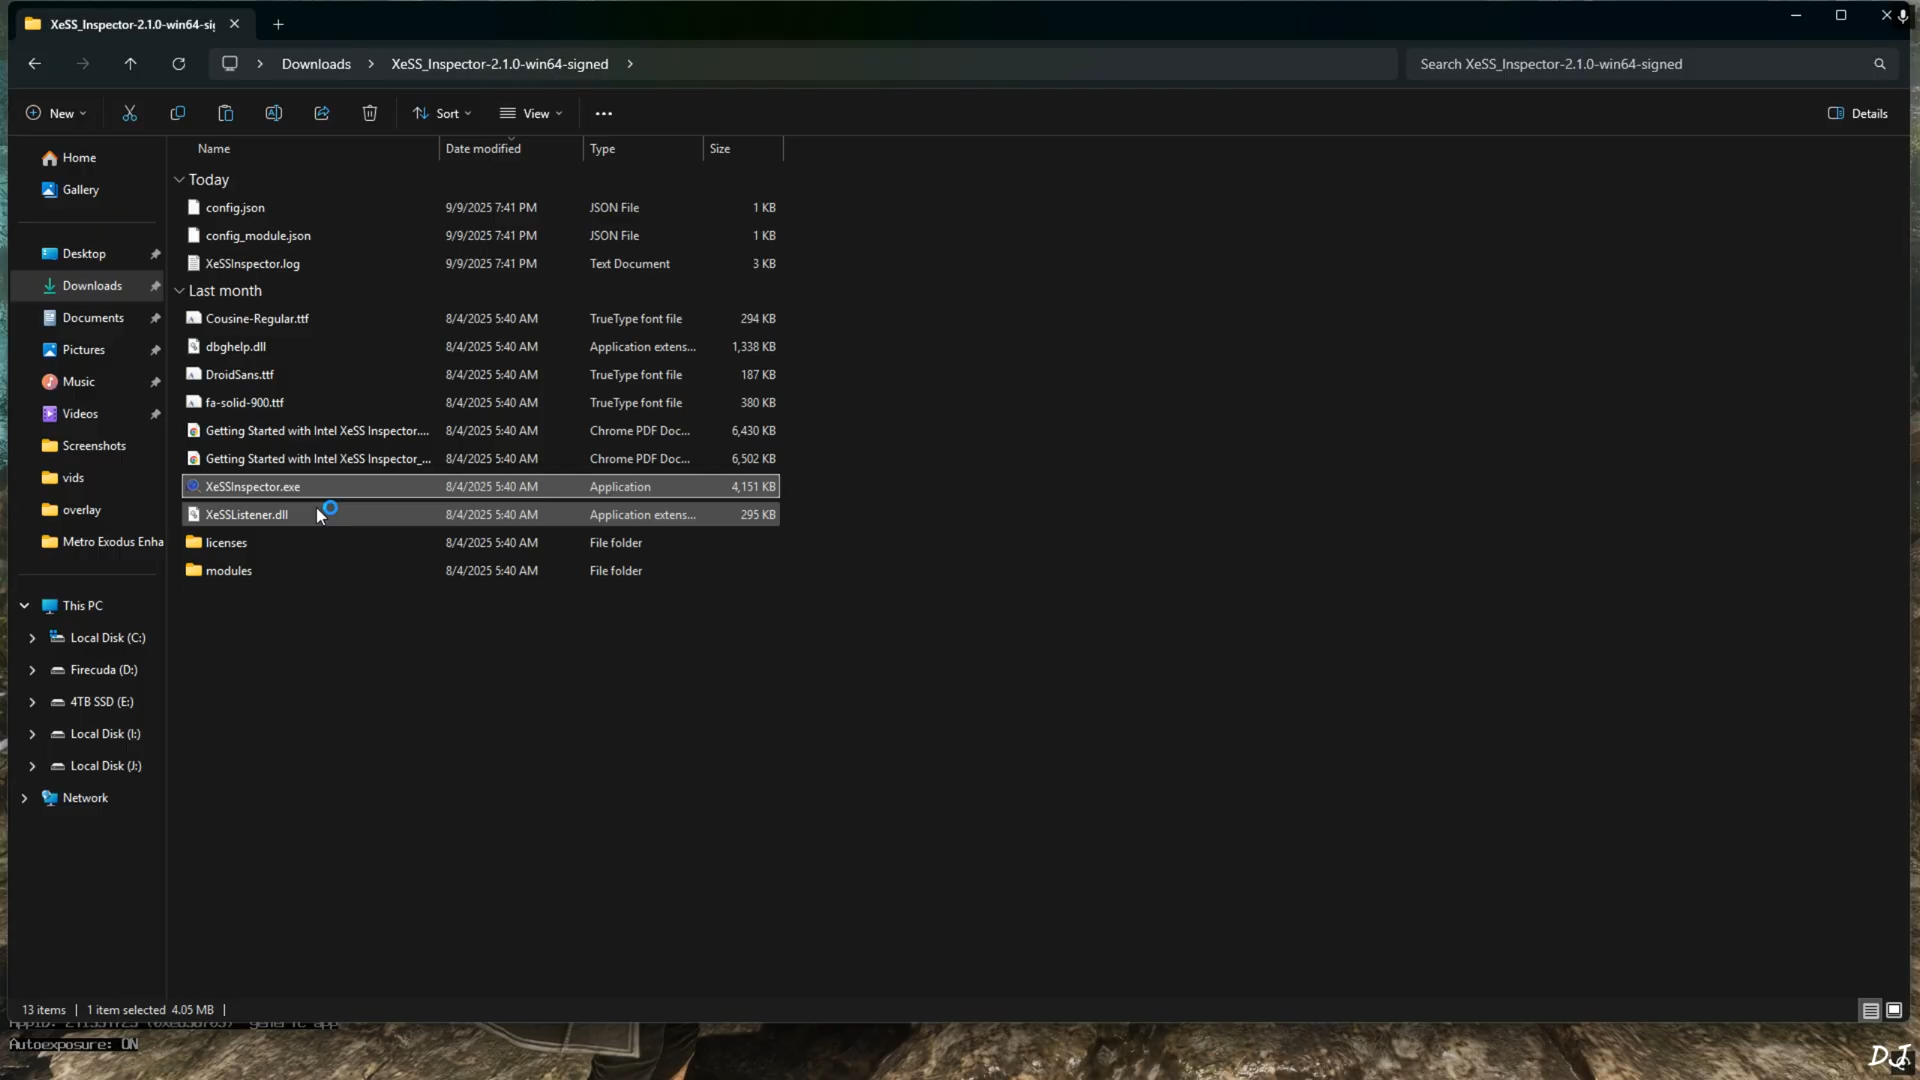 XeSS_Inspector-2.1.0-win64-si
Downloads > XeSS_Inspector-2.1.0-win64-signed >
Search XeSS_Inspector-2.1.0-win64-signed
New
Sort
View
Details
Name Date modified Type Size
Home
Gallery
Desktop
Downloads
Documents
Pictures
Music
Videos
Screenshots
vids
overlay
Metro Exodus Enha
This PC
Local Disk (C:)
Firecuda (D:)
4TB SSD (E:)
Local Disk (I:)
Local Disk (J:)
Network
Today
config.json 9/9/2025 7:41 PM JSON File 1 KB
config_module.json 9/9/2025 7:41 PM JSON File 1 KB
XeSSInspector.log 9/9/2025 7:41 PM Text Document 3 KB
Last month
Cousine-Regular.ttf 8/4/2025 5:40 AM TrueType font file 294 KB
dbghelp.dll 8/4/2025 5:40 AM Application extens... 1,338 KB
DroidSans.ttf 8/4/2025 5:40 AM TrueType font file 187 KB
fa-solid-900.ttf 8/4/2025 5:40 AM TrueType font file 380 KB
Getting Started with Intel XeSS Inspector.... 8/4/2025 5:40 AM Chrome PDF Doc... 6,430 KB
Getting Started with Intel XeSS Inspector_... 8/4/2025 5:40 AM Chrome PDF Doc... 6,502 KB
XeSSInspector.exe 8/4/2025 5:40 AM Application 4,151 KB
XeSSListener.dll 8/4/2025 5:40 AM Application extens... 295 KB
licenses 8/4/2025 5:40 AM File folder
modules 8/4/2025 5:40 AM File folder
13 items | 1 item selected 4.05 MB |
Autoexposure: ON
DJ